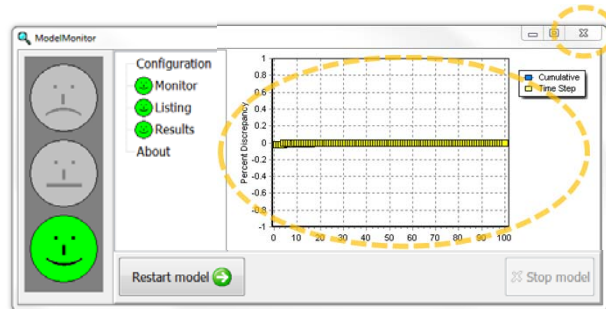 ModelMonitor
Configuration
Monitor
Listing
Results
About
Percent Discrepancy
1
0.8
0.6
0.4
0.2
0
-0.2
-0.4
-0.6
-0.8
-1
0 10 20 30 40 50 60 70 80 90 100
Cumulative
Time Step
Restart model
Stop model